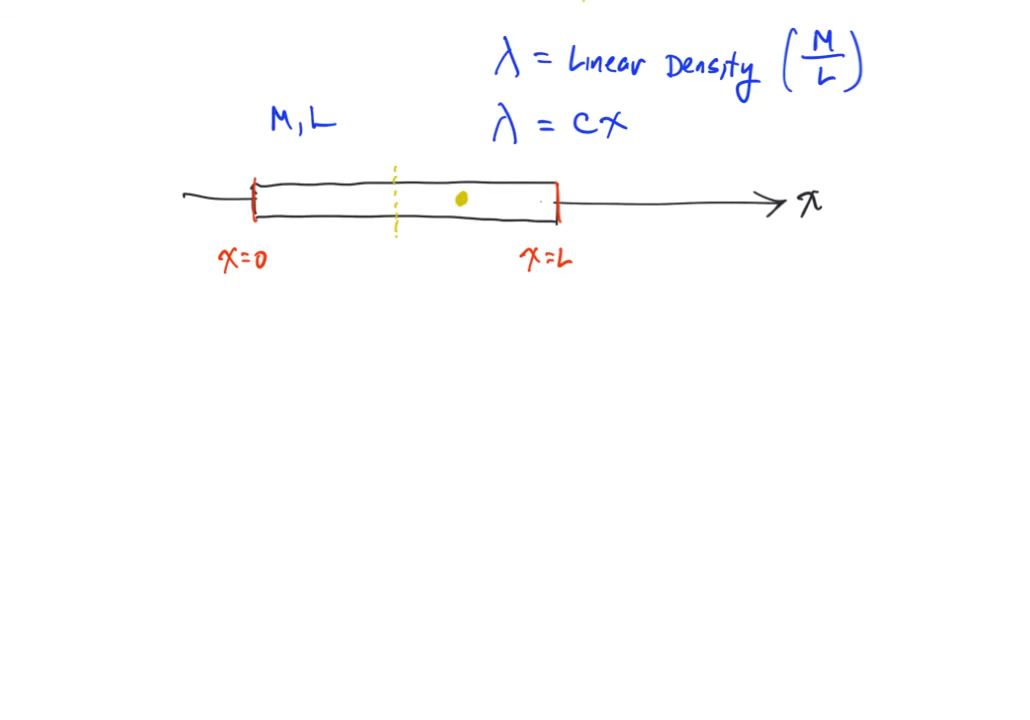 λ = Linear Density (M/L)
M, L
λ = cx
x
x=0
x=L